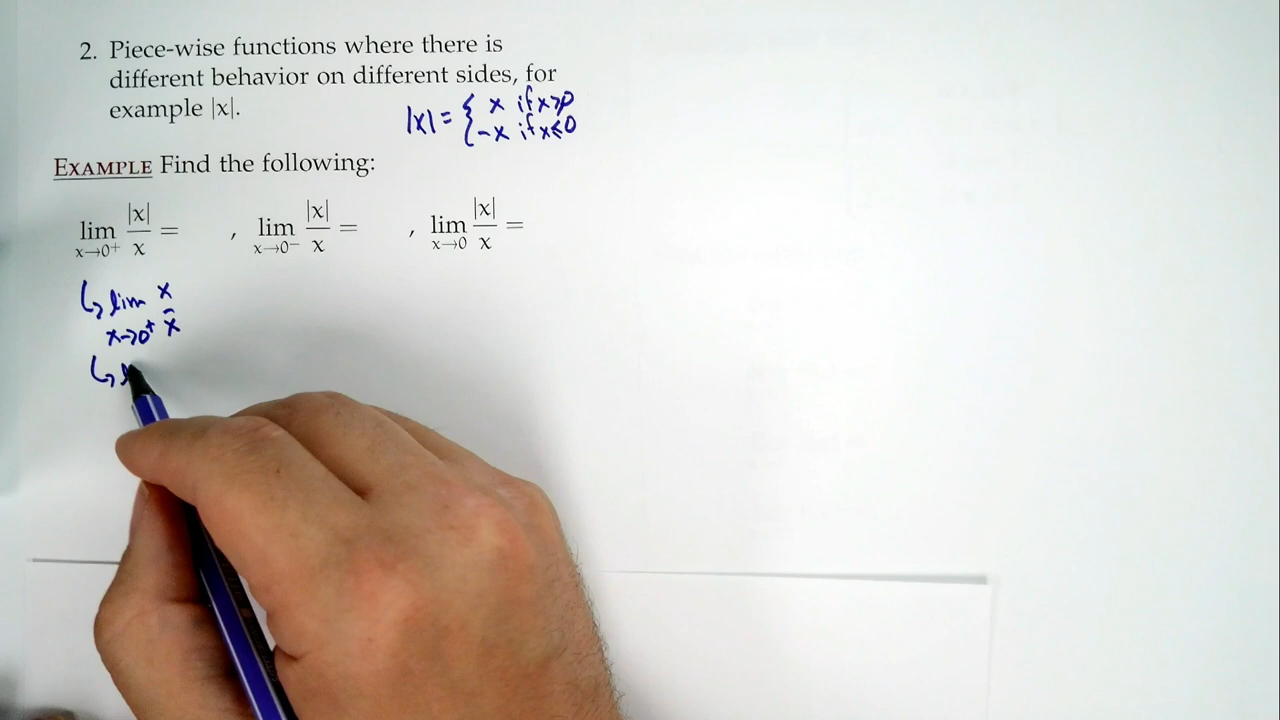 2. Piece-wise functions where there is
different behavior on different sides, for
example |x|.
|x| = { x if x>0
-x if x≤0
EXAMPLE Find the following:
lim x→0⁺ |x|/x = , lim x→0⁻ |x|/x = , lim x→0 |x|/x =
↳ lim x→0⁺ x/x
↳